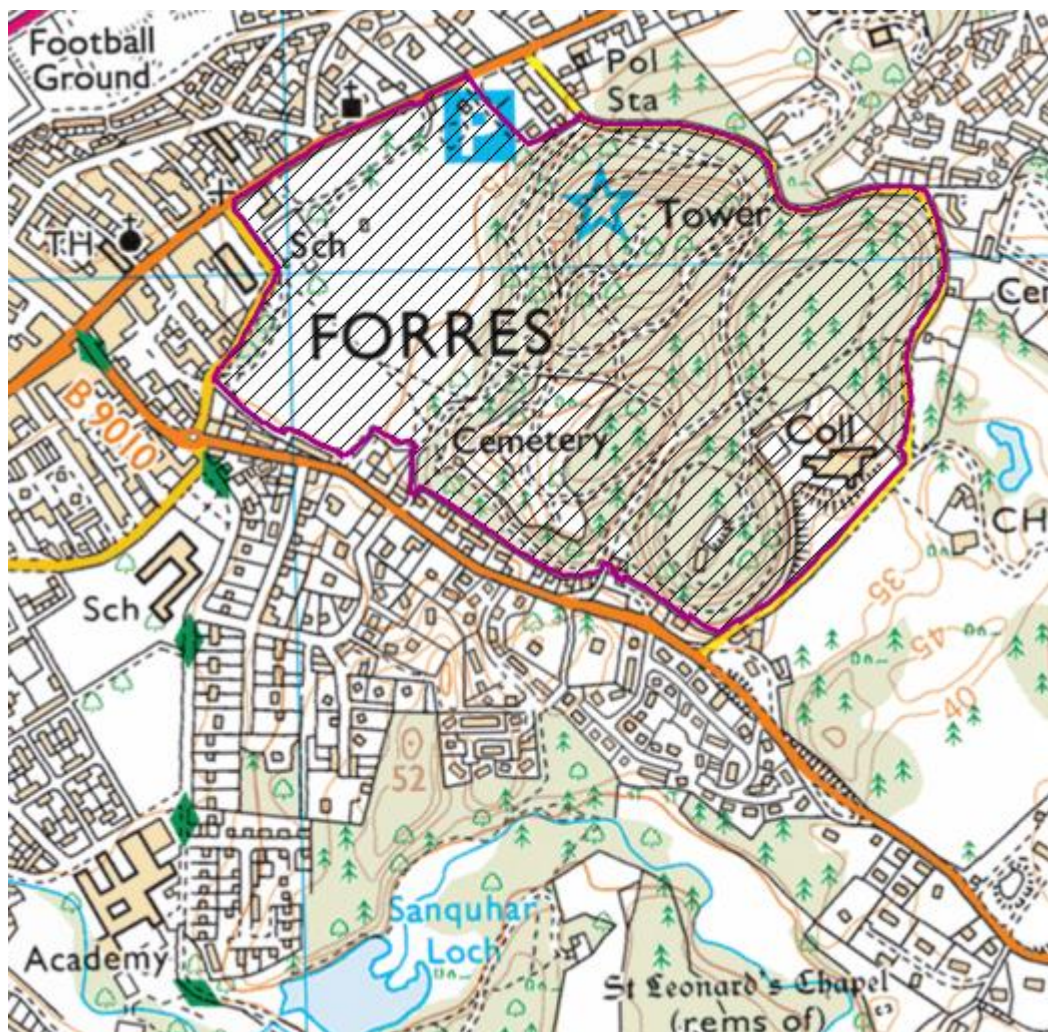 Football
Ground
Pol
Sta
P
Tower
TH
Sch
Cer
FORRES
B 9010
Cemetery
Coll
CH
Sch
35
45
40
52
Sanquhar
Loch
Academy
St Leonard's Chapel
(rems of)